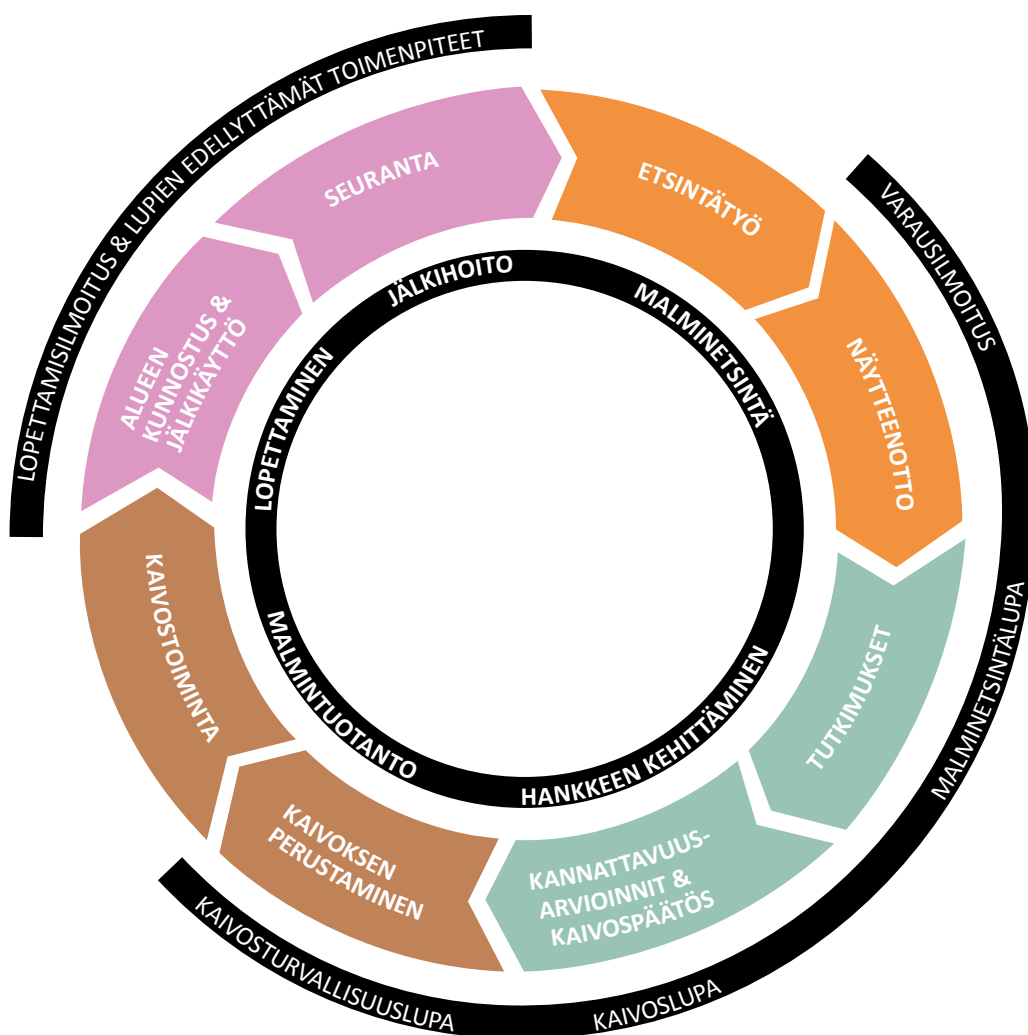 LOPETTAMISILMOITUS & LUPIEN EDELLYTTÄMÄT TOIMENPITEET
VARAUSILMOITUS
MALMINETSINTÄLUPA
KAIVOSLUPA
KAIVOSTURVALLISUUSLUPA
ETSINTÄTYÖ
NÄYTTEENOTTO
TUTKIMUKSET
KANNATTAVUUS-
ARVIOINNIT &
KAIVOSPÄÄTÖS
KAIVOKSEN
PERUSTAMINEN
KAIVOSTOIMINTA
ALUEEN
KUNNOSTUS &
JÄLKIKÄYTTÖ
SEURANTA
MALMINETSINTÄ
HANKKEEN KEHITTÄMINEN
MALMINTUOTANTO
LOPETTAMINEN
JÄLKIHOITO